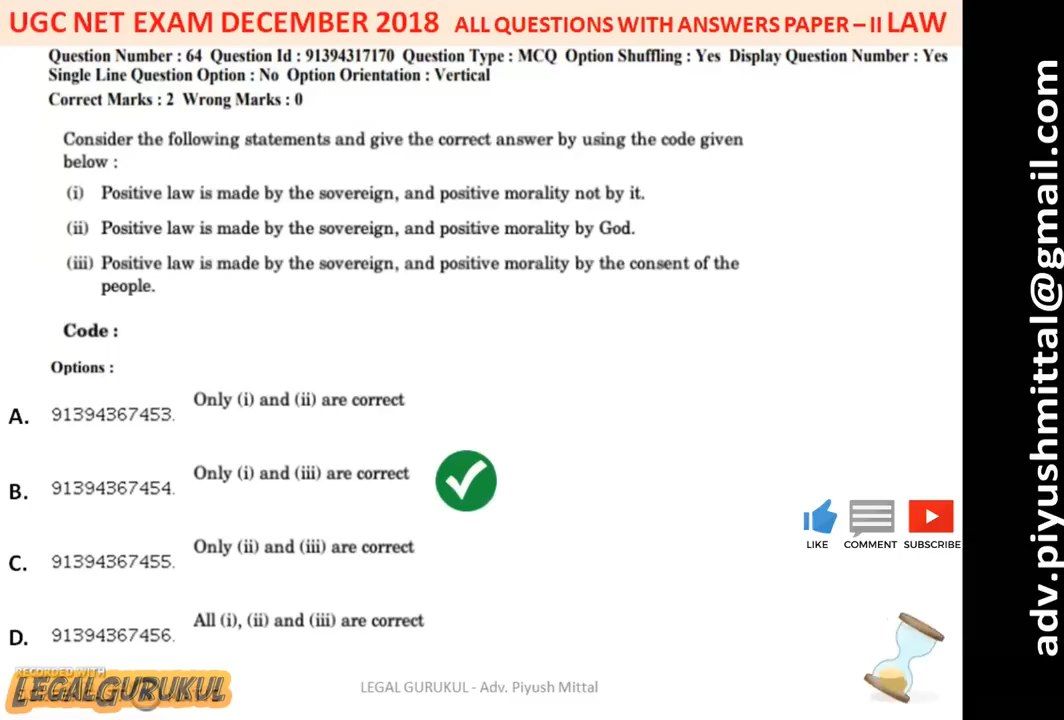 UGC NET EXAM DECEMBER 2018 ALL QUESTIONS WITH ANSWERS PAPER – II LAW
Question Number : 64 Question Id : 91394317170 Question Type : MCQ Option Shuffling : Yes Display Question Number : Yes
Single Line Question Option : No Option Orientation : Vertical
Correct Marks : 2 Wrong Marks : 0
Consider the following statements and give the correct answer by using the code given
below :
(i) Positive law is made by the sovereign, and positive morality not by it.
(ii) Positive law is made by the sovereign, and positive morality by God.
(iii) Positive law is made by the sovereign, and positive morality by the consent of the
people.
Code :
Options :
Only (i) and (ii) are correct
A. 91394367453.
Only (i) and (iii) are correct
B. 91394367454.
Only (ii) and (iii) are correct
C. 91394367455.
All (i), (ii) and (iii) are correct
D. 91394367456.
LIKE COMMENT SUBSCRIBE
adv.piyushmittal@gmail.com
RECORDED WITH
LEGALGURUKUL
LEGAL GURUKUL - Adv. Piyush Mittal